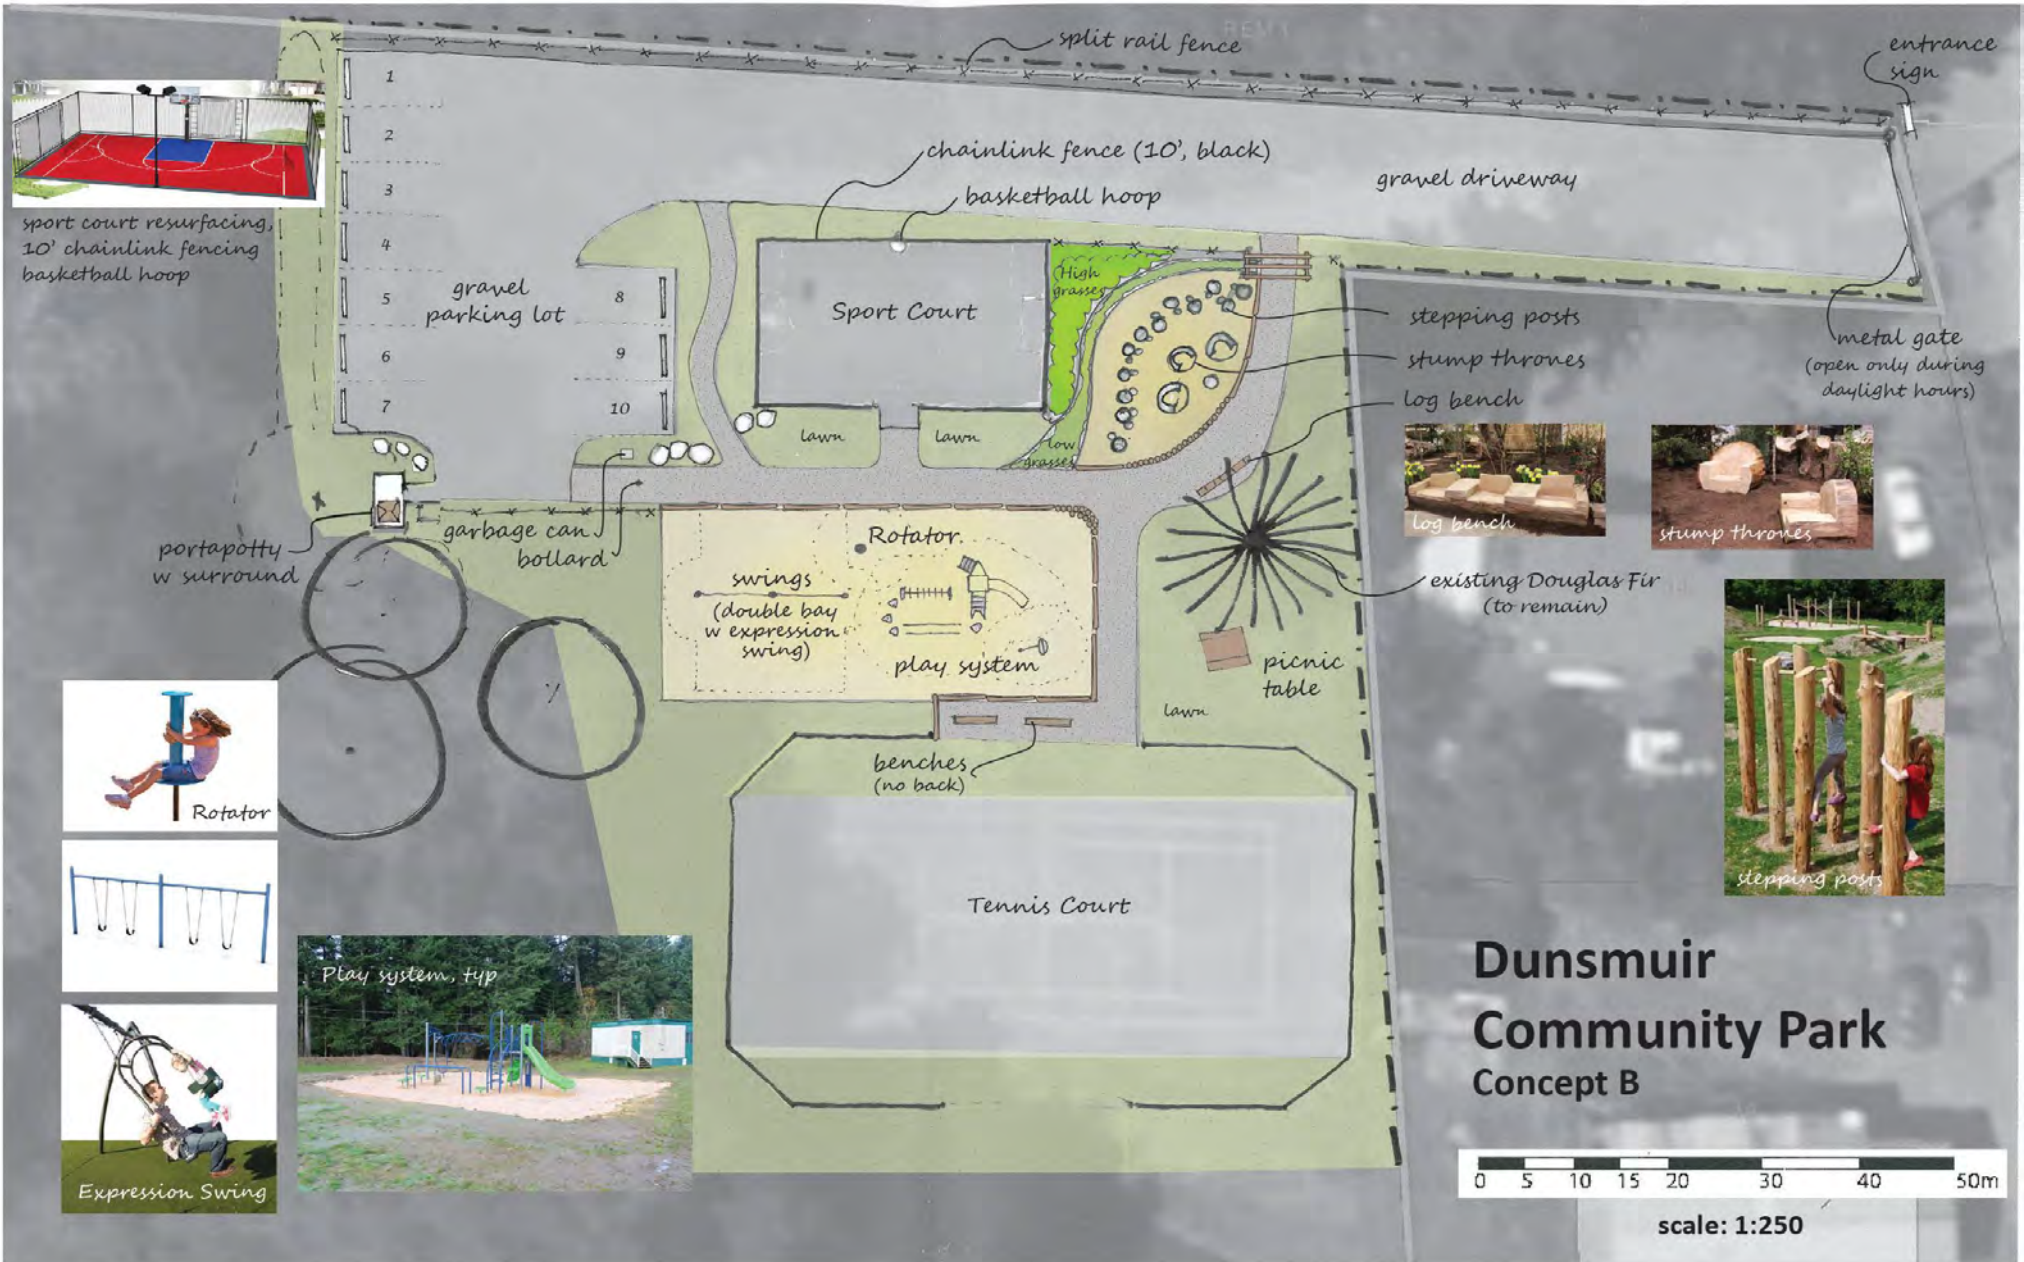 split rail fence
entrance
sign
1
2
3
4
5
6
7
8
9
10
sport court resurfacing,
10' chainlink fencing
basketball hoop
chainlink fence (10', black)
basketball hoop
gravel driveway
gravel
parking lot
Sport Court
High
grasses
stepping posts
stump thrones
log bench
metal gate
(open only during
daylight hours)
lawn
lawn
low
grasses
log bench
stump thrones
portapotty
w surround
garbage can
bollard
Rotator
swings
(double bay
w expression
swing)
play system
existing Douglas Fir
(to remain)
picnic
table
lawn
benches
(no back)
stepping posts
Rotator
Tennis Court
Play system, typ
Expression Swing
Dunsmuir
Community Park
Concept B
0 5 10 15 20 30 40 50m
scale: 1:250